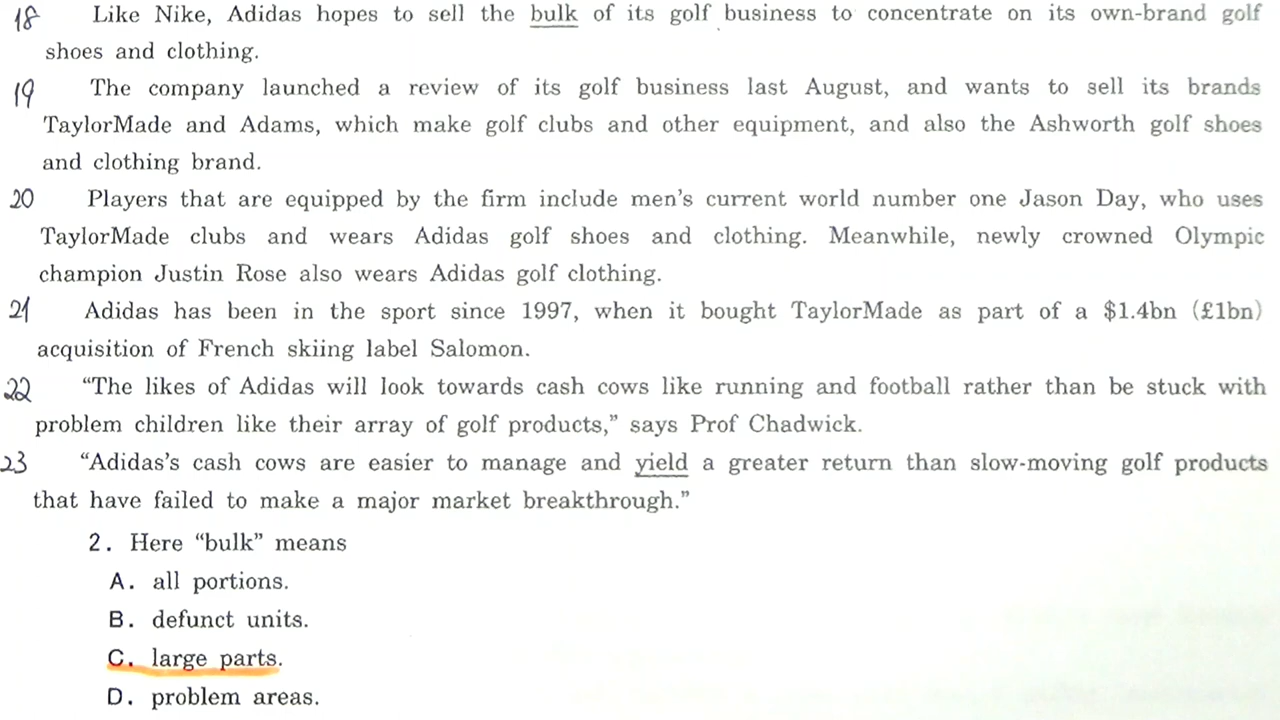 18 Like Nike, Adidas hopes to sell the bulk of its golf business to concentrate on its own-brand golf
shoes and clothing.
19 The company launched a review of its golf business last August, and wants to sell its brands
TaylorMade and Adams, which make golf clubs and other equipment, and also the Ashworth golf shoes
and clothing brand.
20 Players that are equipped by the firm include men's current world number one Jason Day, who uses
TaylorMade clubs and wears Adidas golf shoes and clothing. Meanwhile, newly crowned Olympic
champion Justin Rose also wears Adidas golf clothing.
21 Adidas has been in the sport since 1997, when it bought TaylorMade as part of a $1.4bn (£1bn)
acquisition of French skiing label Salomon.
22 “The likes of Adidas will look towards cash cows like running and football rather than be stuck with
problem children like their array of golf products,” says Prof Chadwick.
23 “Adidas's cash cows are easier to manage and yield a greater return than slow-moving golf products
that have failed to make a major market breakthrough.”
2. Here “bulk” means
A. all portions.
B. defunct units.
C. large parts.
D. problem areas.